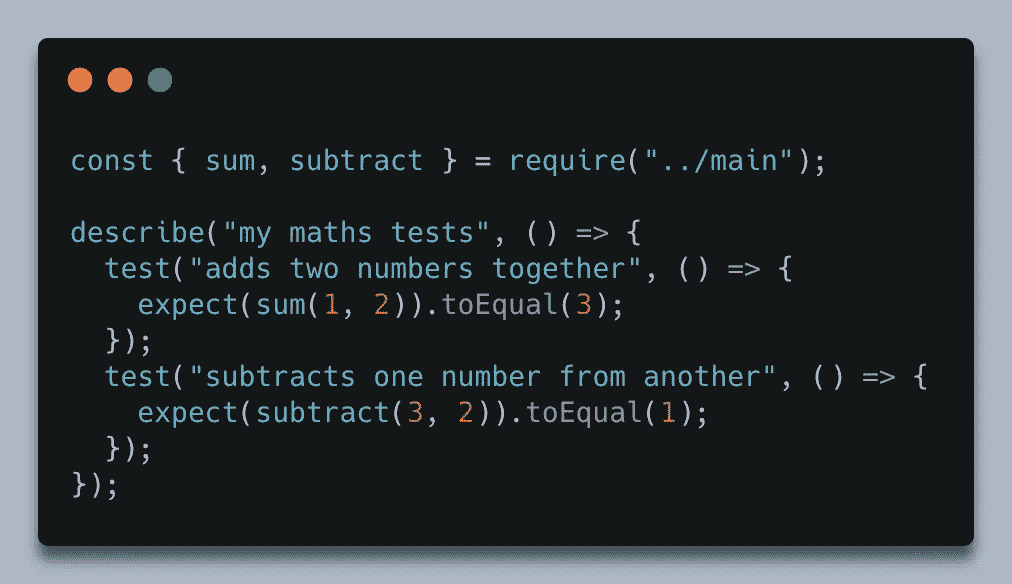 const { sum, subtract } = require("../main");

describe("my maths tests", () => {
  test("adds two numbers together", () => {
    expect(sum(1, 2)).toEqual(3);
  });
  test("subtracts one number from another", () => {
    expect(subtract(3, 2)).toEqual(1);
  });
});